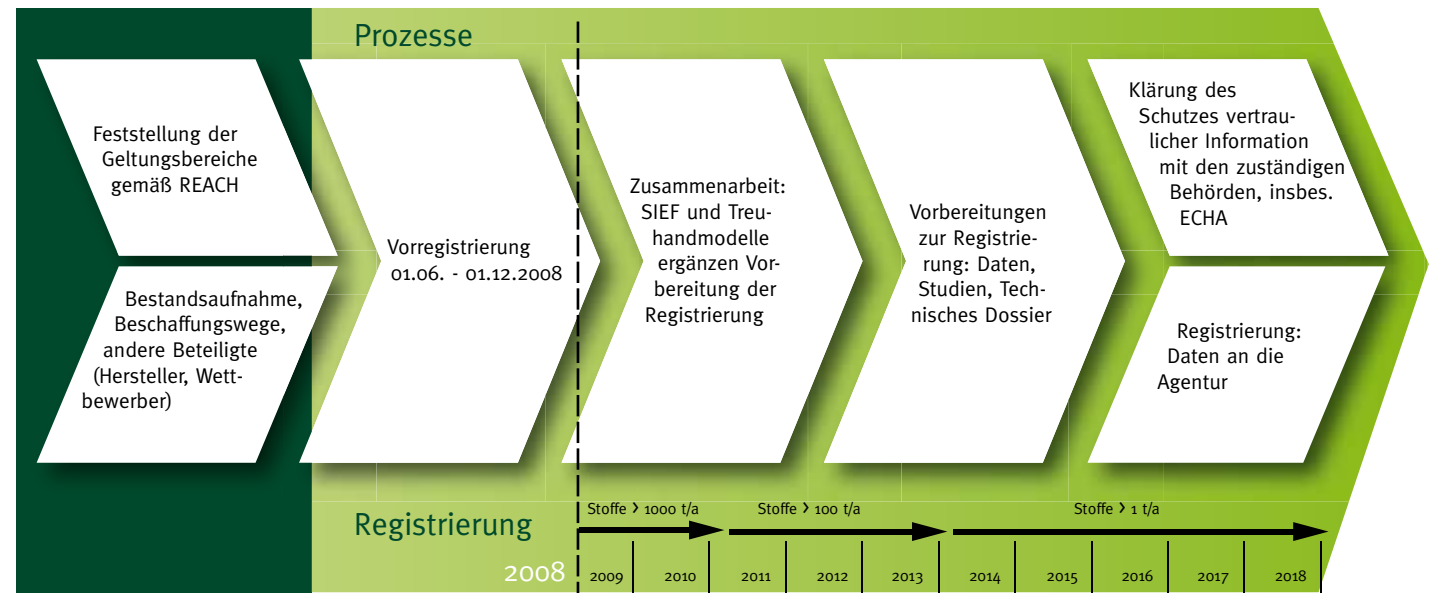 Prozesse
Feststellung der
Geltungsbereiche
gemäß REACH
Bestandsaufnahme,
Beschaffungswege,
andere Beteiligte
(Hersteller, Wett-
bewerber)
Vorregistrierung
01.06. - 01.12.2008
Zusammenarbeit:
SIEF und Treu-
handmodelle
ergänzen Vor-
bereitung der
Registrierung
Vorbereitungen
zur Registrie-
rung: Daten,
Studien, Tech-
nisches Dossier
Klärung des
Schutzes vertrau-
licher Information
mit den zuständigen
Behörden, insbes.
ECHA
Registrierung:
Daten an die
Agentur
Registrierung
Stoffe > 1000 t/a
Stoffe > 100 t/a
Stoffe > 1 t/a
2008 2009 2010 2011 2012 2013 2014 2015 2016 2017 2018